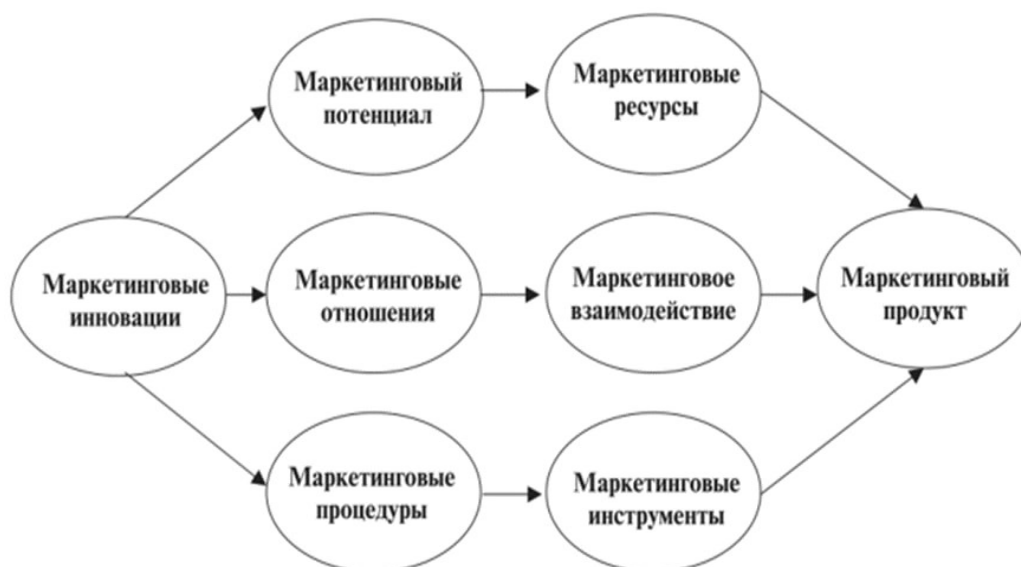 Маркетинговый
потенциал
Маркетинговые
ресурсы
Маркетинговые
инновации
Маркетинговые
отношения
Маркетинговое
взаимодействие
Маркетинговый
продукт
Маркетинговые
процедуры
Маркетинговые
инструменты